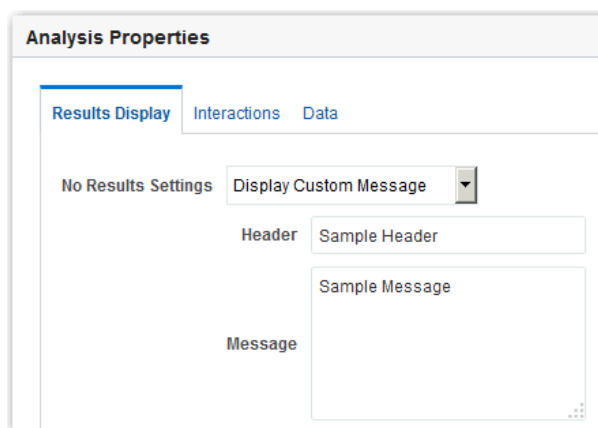 Analysis Properties
Results Display Interactions Data
No Results Settings Display Custom Message
Header Sample Header
Sample Message
Message